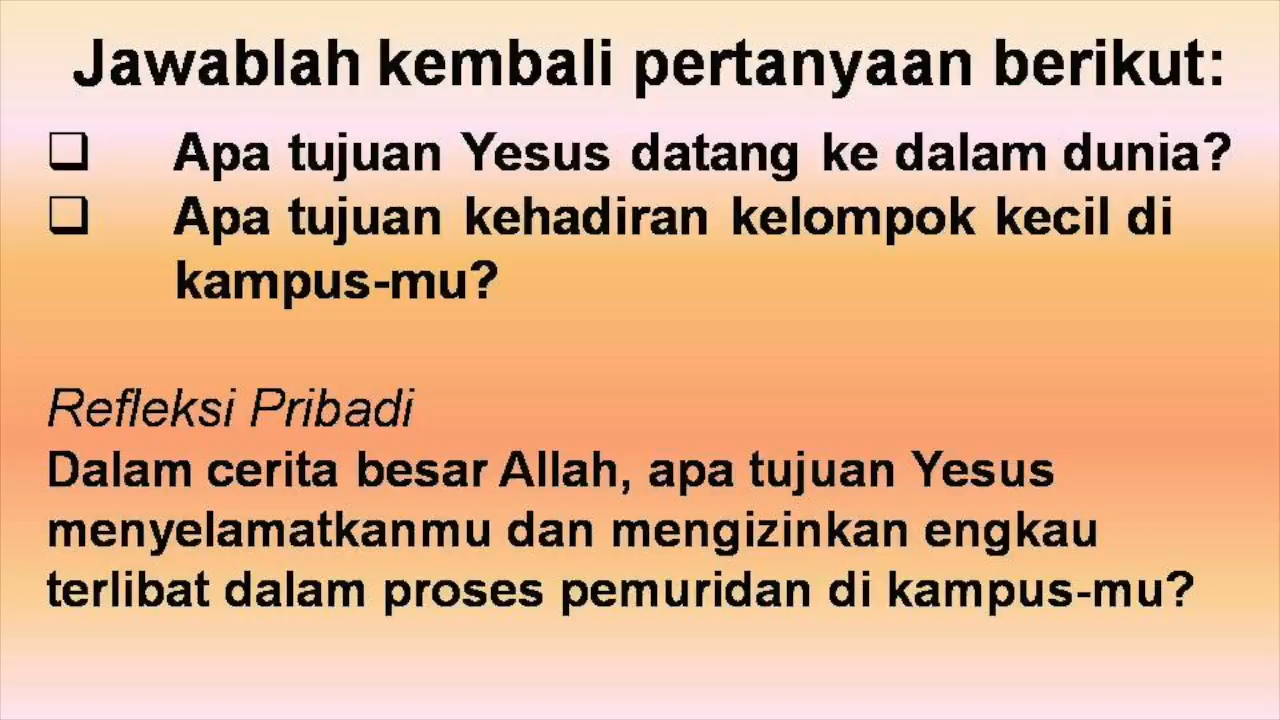 Jawablah kembali pertanyaan berikut:
❑ Apa tujuan Yesus datang ke dalam dunia?
❑ Apa tujuan kehadiran kelompok kecil di
kampus-mu?
Refleksi Pribadi
Dalam cerita besar Allah, apa tujuan Yesus
menyelamatkanmu dan mengizinkan engkau
terlibat dalam proses pemuridan di kampus-mu?